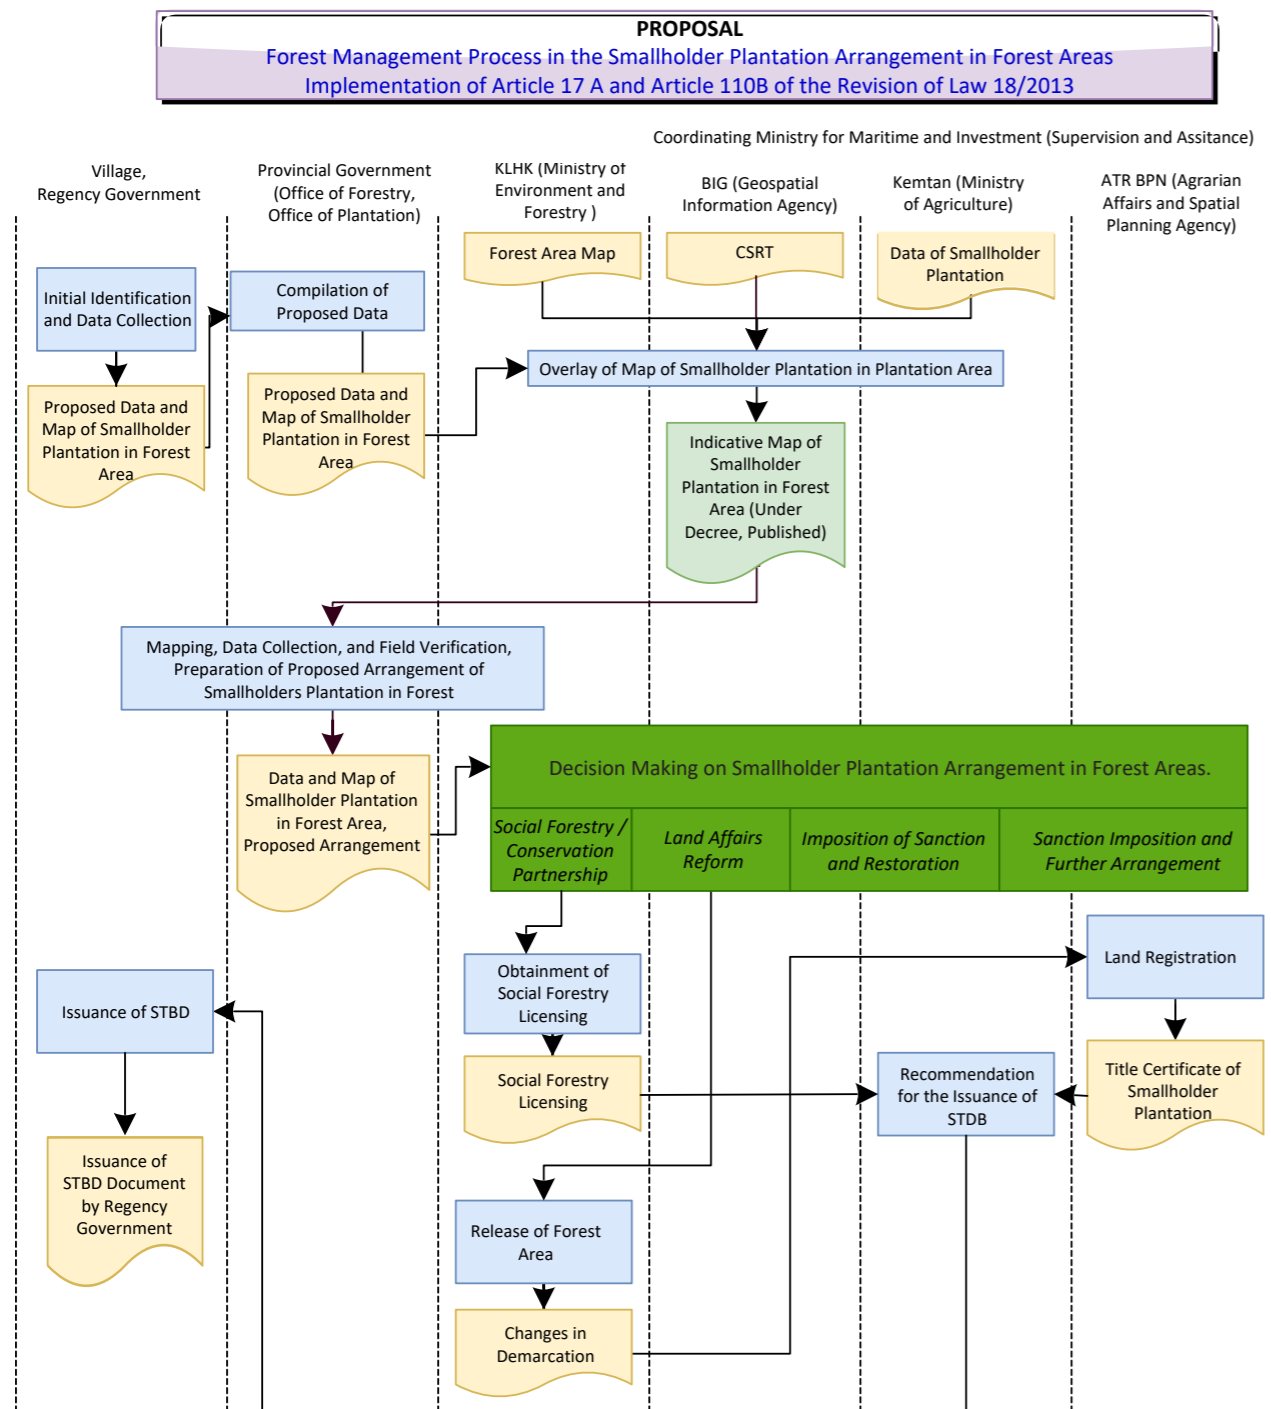 PROPOSAL
Forest Management Process in the Smallholder Plantation Arrangement in Forest Areas
Implementation of Article 17 A and Article 110B of the Revision of Law 18/2013
Coordinating Ministry for Maritime and Investment (Supervision and Assitance)
Village,
Regency Government
Provincial Government
(Office of Forestry,
Office of Plantation)
KLHK (Ministry of
Environment and
Forestry )
BIG (Geospatial
Information Agency)
Kemtan (Ministry
of Agriculture)
ATR BPN (Agrarian
Affairs and Spatial
Planning Agency)
Forest Area Map
CSRT
Data of Smallholder
Plantation
Initial Identification
and Data Collection
Compilation of
Proposed Data
Overlay of Map of Smallholder Plantation in Plantation Area
Proposed Data and
Map of Smallholder
Plantation in Forest
Area
Proposed Data and
Map of Smallholder
Plantation in Forest
Area
Indicative Map of
Smallholder
Plantation in Forest
Area (Under
Decree, Published)
Mapping, Data Collection, and Field Verification,
Preparation of Proposed Arrangement of
Smallholders Plantation in Forest
Data and Map of
Smallholder Plantation
in Forest Area,
Proposed Arrangement
Decision Making on Smallholder Plantation Arrangement in Forest Areas.
Social Forestry /
Conservation
Partnership
Land Affairs
Reform
Imposition of Sanction
and Restoration
Sanction Imposition and
Further Arrangement
Land Registration
Obtainment of
Social Forestry
Licensing
Issuance of STBD
Social Forestry
Licensing
Recommendation
for the Issuance of
STDB
Title Certificate of
Smallholder
Plantation
Issuance of
STBD Document
by Regency
Government
Release of Forest
Area
Changes in
Demarcation